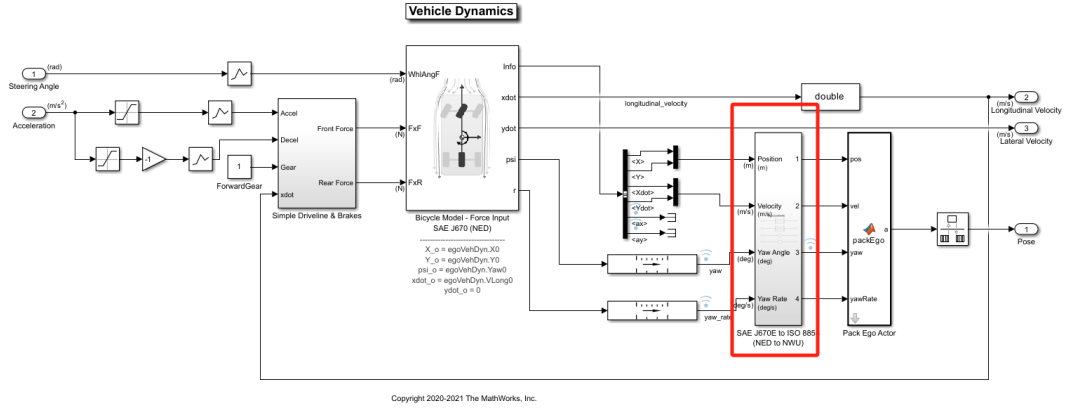 Vehicle Dynamics
1
(rad)
Steering Angle
2
(m/s²)
Acceleration
-1
1
ForwardGear
Accel
Decel
Gear
xdot
Front Force
Rear Force
Simple Driveline & Brakes
(rad)
(N)
(N)
WhlAngF
FxF
FxR
Info
xdot
ydot
psi
r
Bicycle Model - Force Input
SAE J670 (NED)
X_o = egoVehDyn.X0
Y_o = egoVehDyn.Y0
psi_o = egoVehDyn.Yaw0
xdot_o = egoVehDyn.VLong0
ydot_o = 0
longitudinal_velocity
<X>
<Y>
<Xdot>
<Ydot>
<ax>
<ay>
yaw
yaw_rate
double
(m)
(m/s)
(deg)
(deg/s)
Position
(m)
Velocity
(m/s)
Yaw Angle
(deg)
Yaw Rate
(deg/s)
1
2
3
4
SAE J670E to ISO 885
(NED to NWU)
pos
vel
yaw
yawRate
packEgo
a
Pack Ego Actor
2
(m/s)
Longitudinal Velocity
3
(m/s)
Lateral Velocity
1
Pose
Copyright 2020-2021 The MathWorks, Inc.